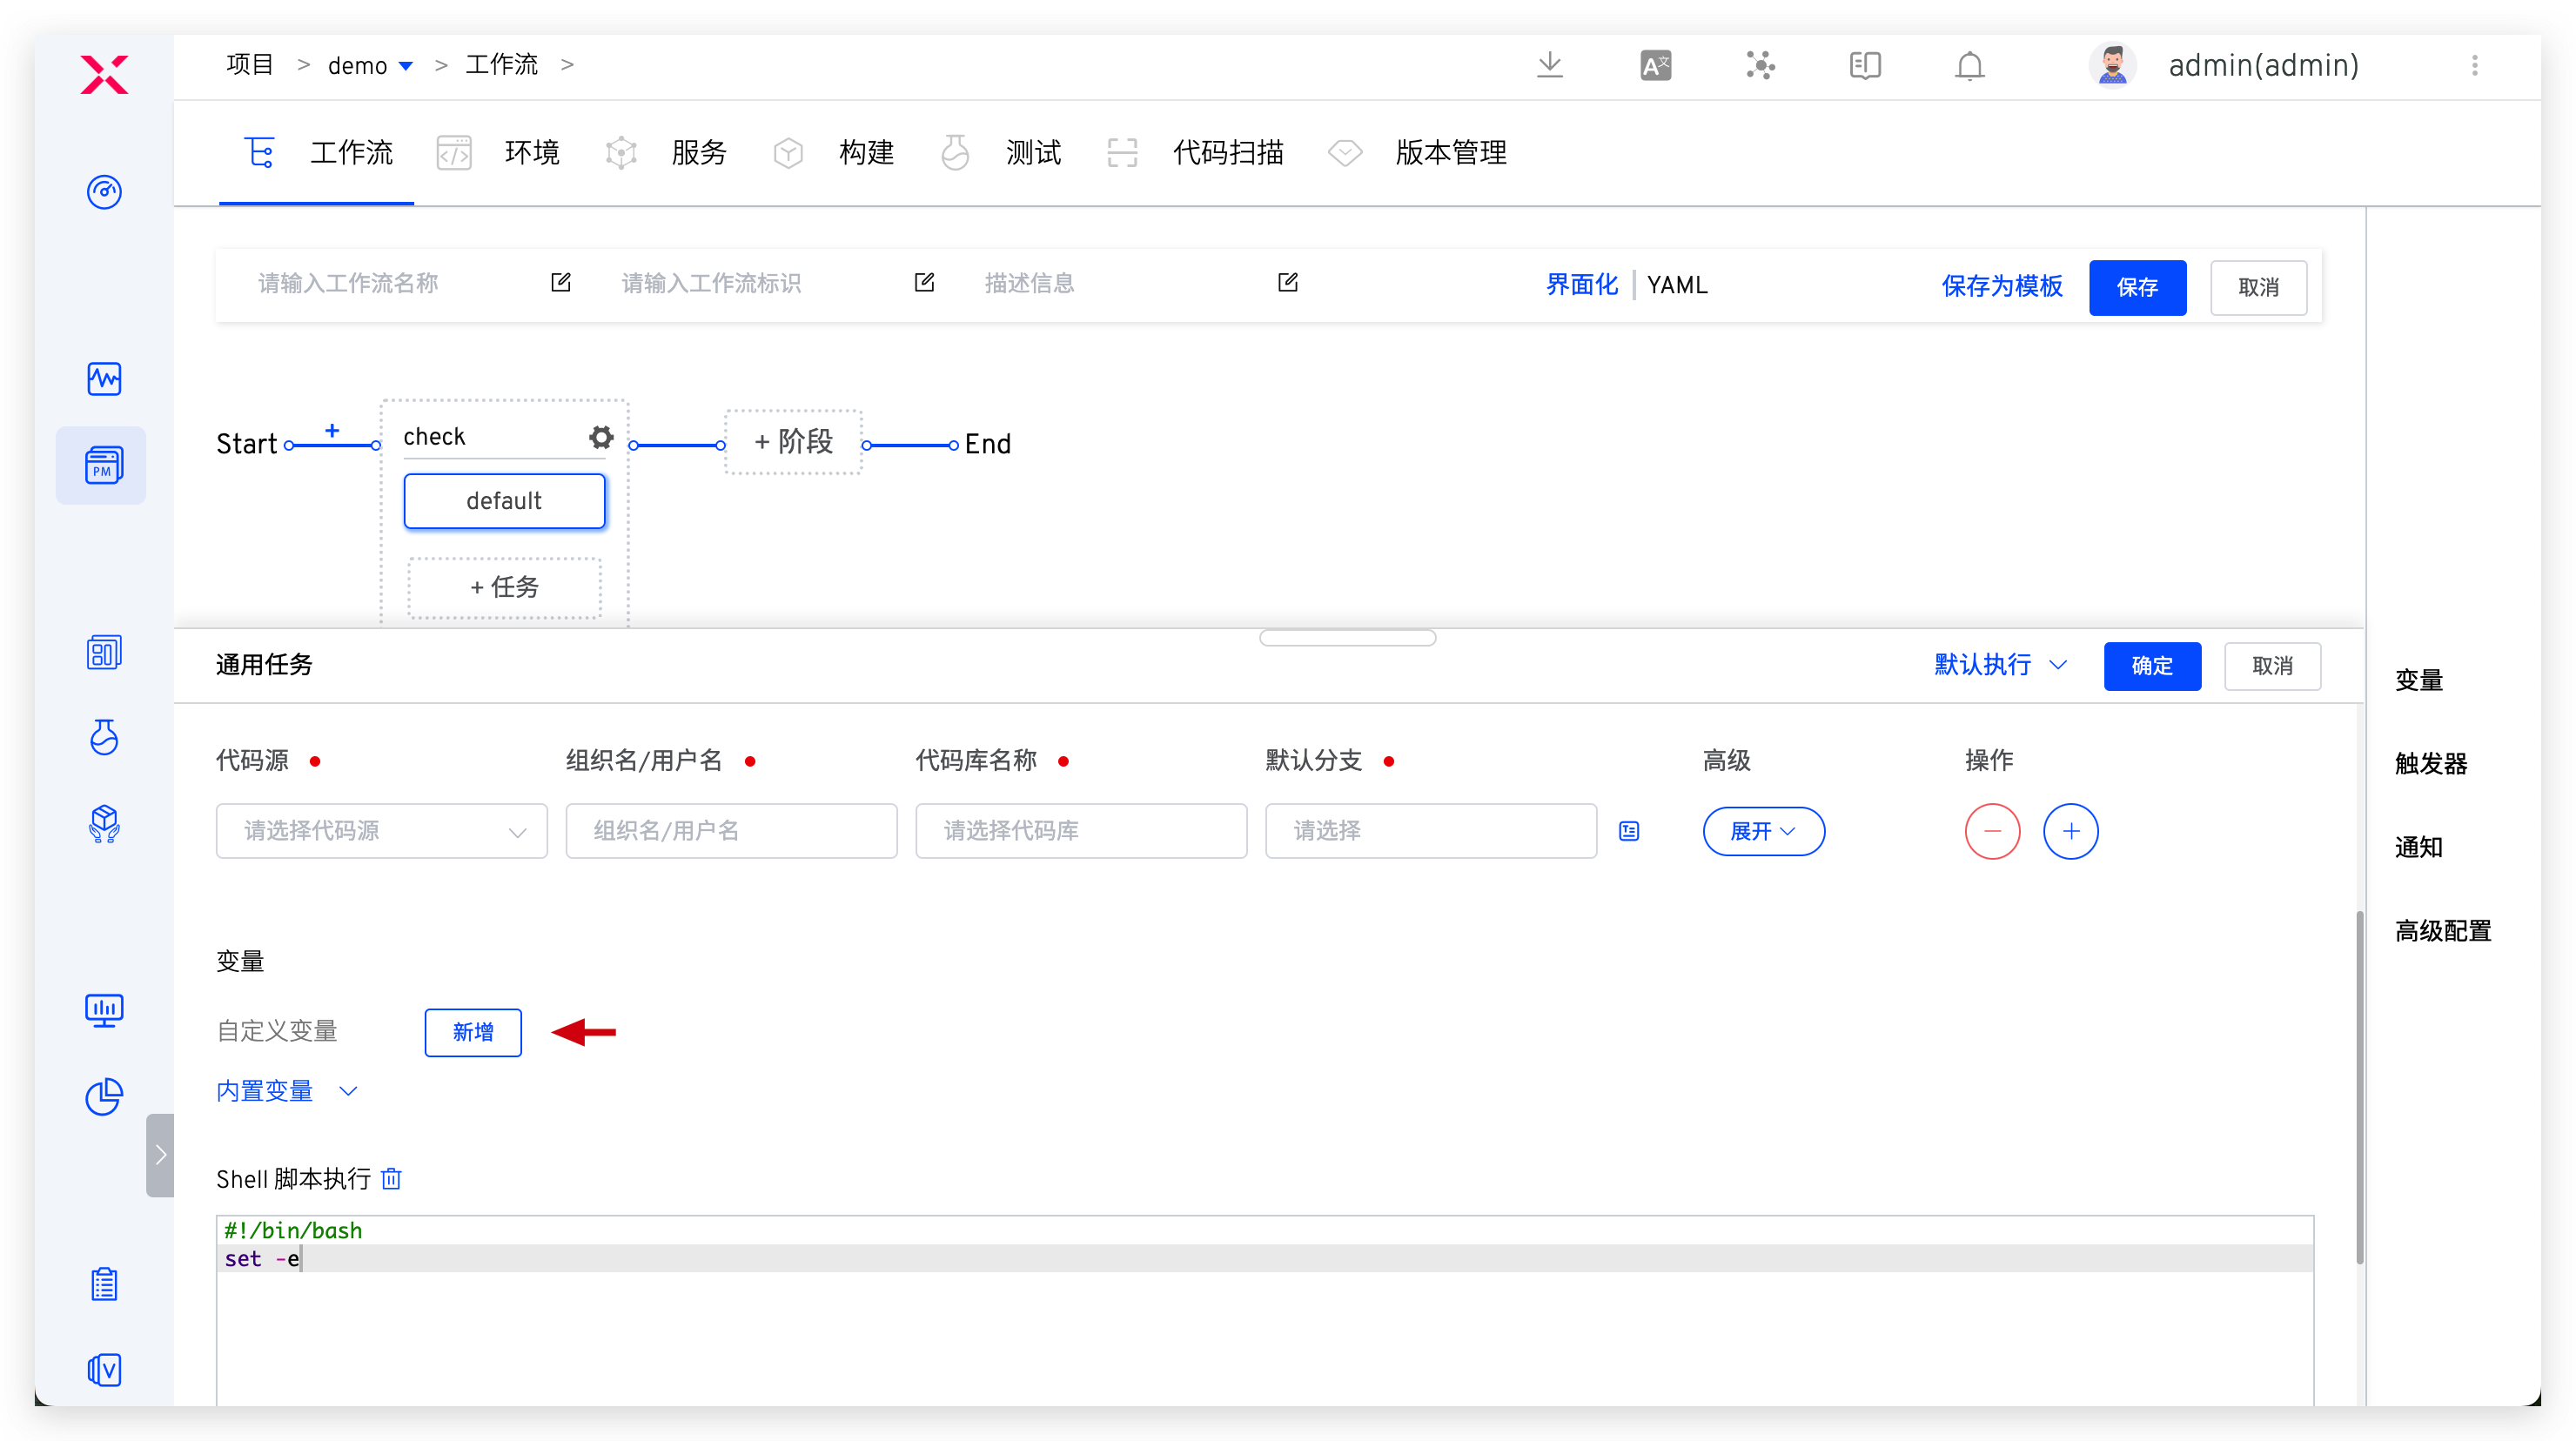 项目 > demo > 工作流 >
admin(admin)
工作流 环境 服务 构建 测试 代码扫描 版本管理
请输入工作流名称 请输入工作流标识 描述信息 界面化 YAML 保存为模板 保存 取消
PM
Start + check + 阶段 End
default
+ 任务
通用任务 默认执行 确定 取消
代码源 组织名/用户名 代码库名称 默认分支 高级 操作
请选择代码源 组织名/用户名 请选择代码库 请选择 展开
变量
自定义变量 新增
内置变量
Shell 脚本执行
#!/bin/bash
set -e
变量
触发器
通知
高级配置